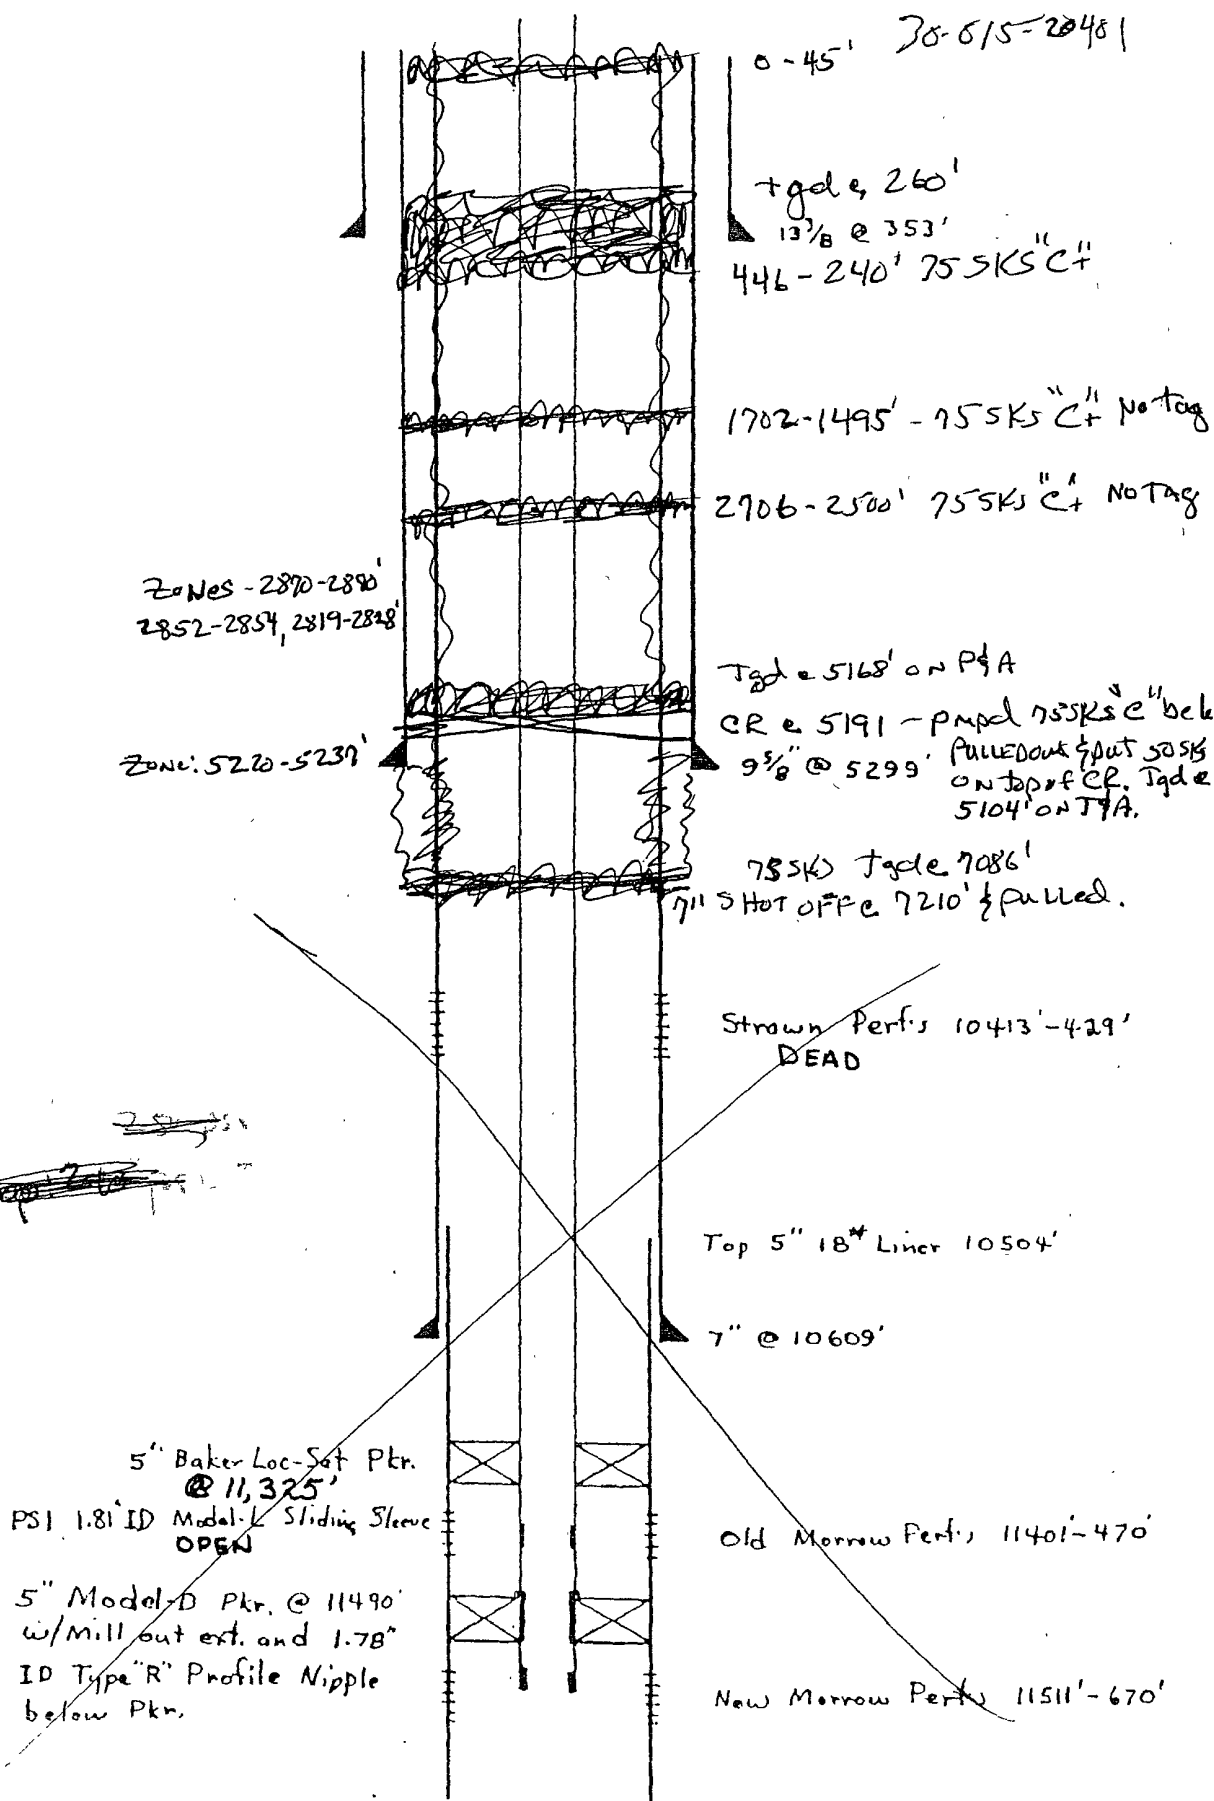 30-015-20481
0-45'
Tgd @ 260'
13 3/8 @ 353'
446-240' 75 SKS "C"+
1702-1495' - 75 SKS "C"+ No tag
2706-2500' 75 SKS "C"+ No TAg
ZoNes - 2870-2880'
2852-2854, 2819-2828'
Tgd @ 5168' ON P&A
CR @ 5191 - pmpd 75 SKS "C" belo
Zone: 5220-5237'
9 5/8" @ 5299'
PULLED out & put 50 SKS
ON top of CR. Tgd @
5104' ON T&A.
75 SKS Tgd @ 7086'
7" SHOT OFF @ 7210' & pulled.
Strawn Perfs 10413'-429'
DEAD
Top 5" 18# Liner 10504'
7" @ 10609'
5" Baker Loc-Set Pkr.
@ 11,325'
PSI 1.81" ID Model-L Sliding Sleeve
OPEN
Old Morrow Perfs 11401'-470'
5" Model-D Pkr. @ 11490'
w/Mill out ext. and 1.78"
ID Type "R" Profile Nipple
below Pkr.
New Morrow Perfs 11511'-670'